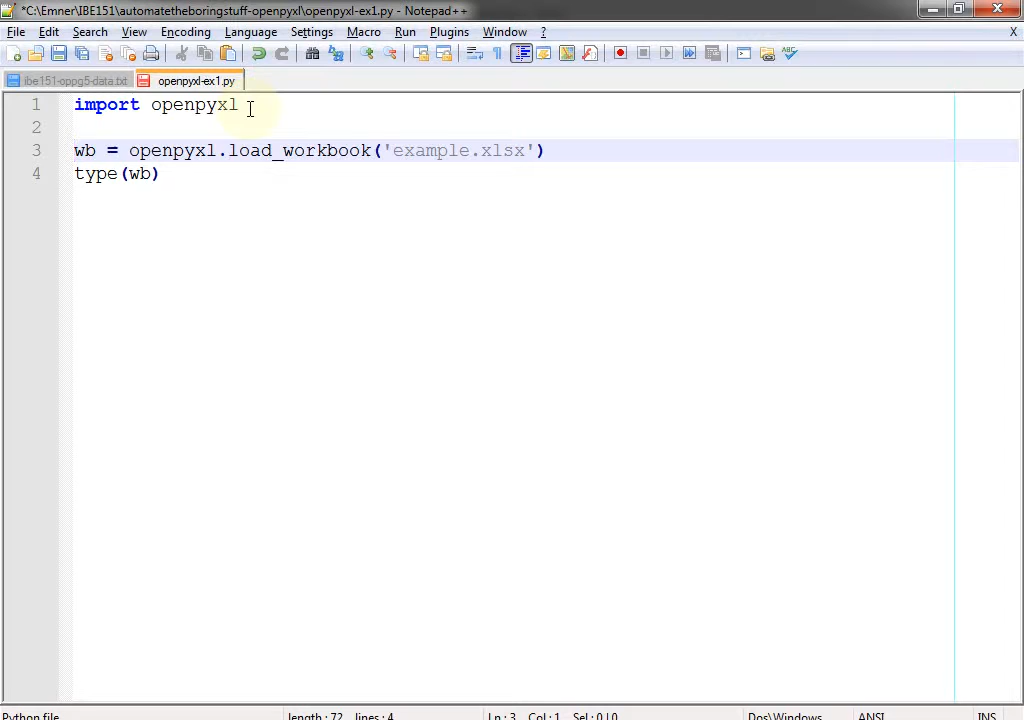 *C:\Emner\IBE151\automatetheboringstuff-openpyxl\openpyxl-ex1.py - Notepad++
File Edit Search View Encoding Language Settings Macro Run Plugins Window ? X
ibe151-oppg5-data.txt openpyxl-ex1.py
1 import openpyxl
2
3 wb = openpyxl.load_workbook('example.xlsx')
4 type(wb)
Python file length : 72 lines : 4 Ln : 3 Col : 1 Sel : 0 | 0 Dos\Windows ANSI INS